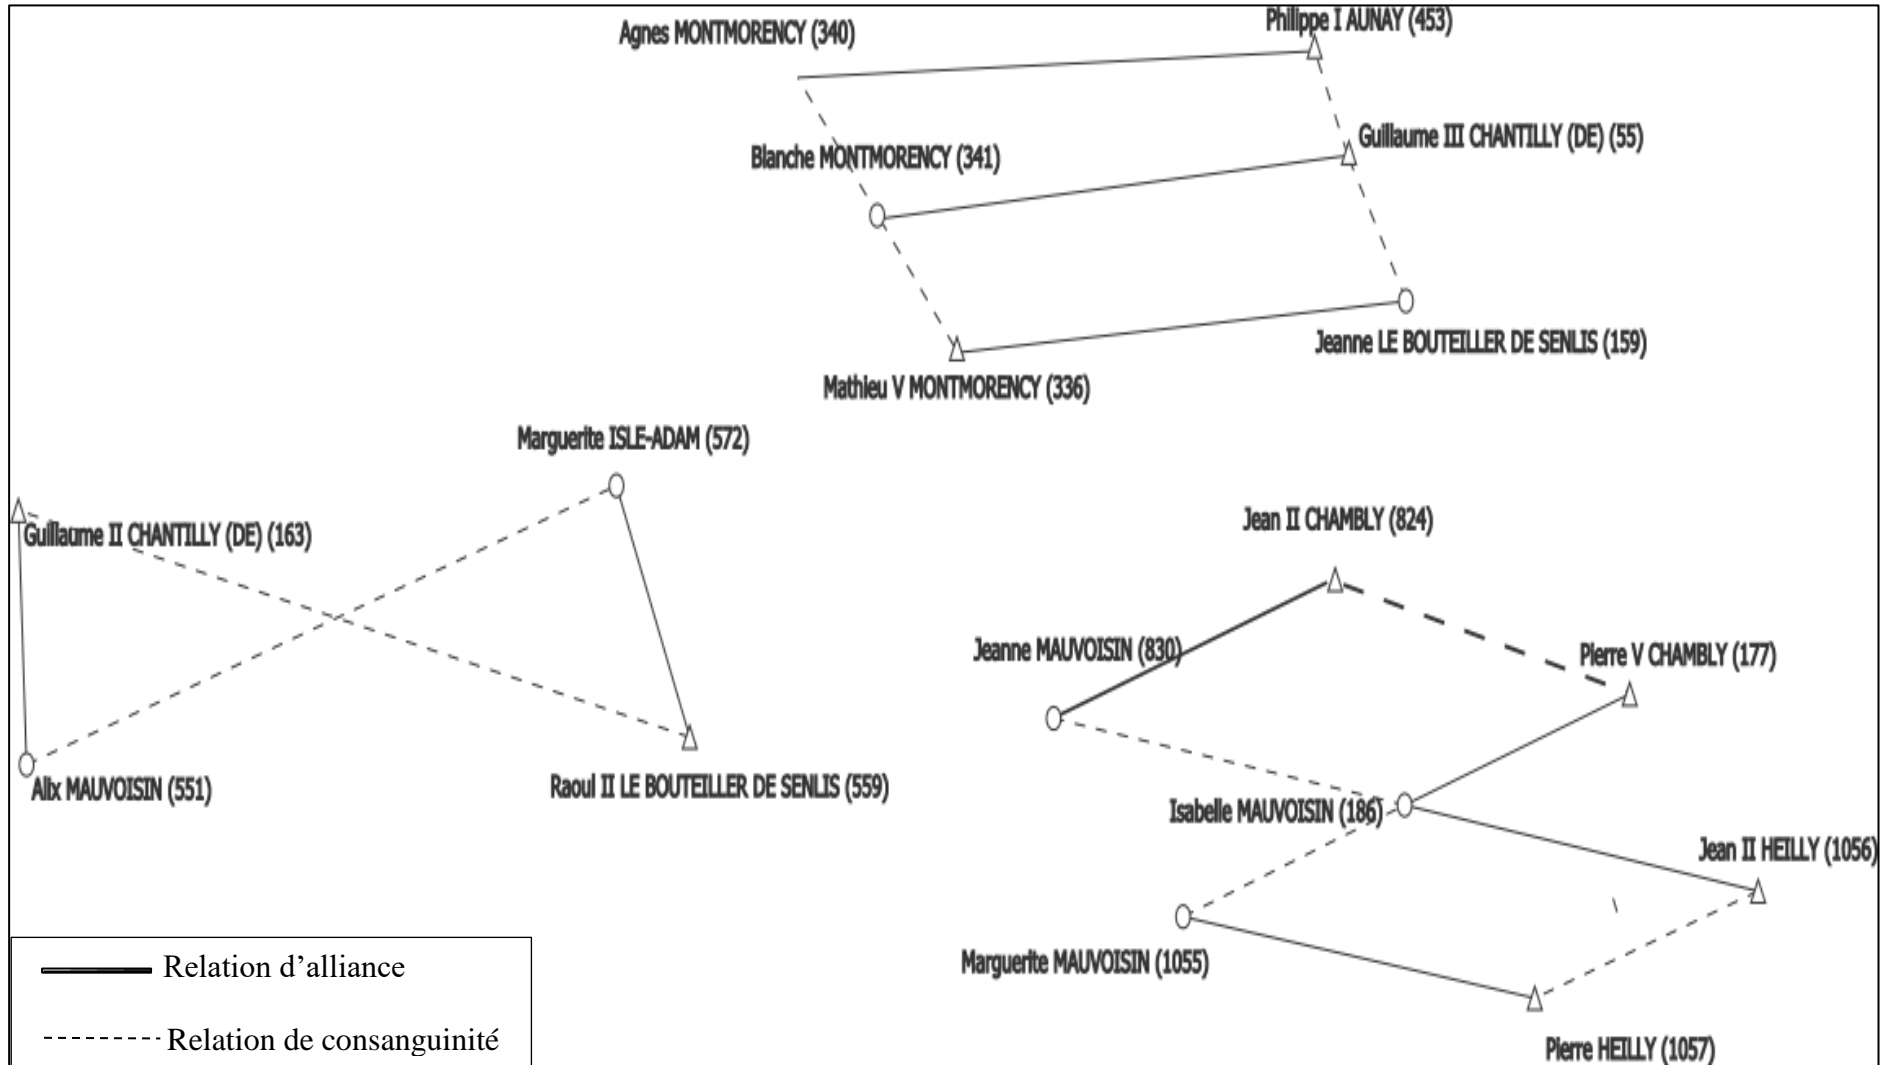 Philippe I AUNAY (453)
Agnes MONTMORENCY (340)
Guillaume III CHANTILLY (DE) (55)
Blanche MONTMORENCY (341)
Jeanne LE BOUTEILLER DE SENLIS (159)
Mathieu V MONTMORENCY (336)
Marguerite ISLE-ADAM (572)
Guillaume II CHANTILLY (DE) (163)
Jean II CHAMBLY (824)
Jeanne MAUVOISIN (830)
Pierre V CHAMBLY (177)
Alix MAUVOISIN (551)
Raoul II LE BOUTEILLER DE SENLIS (559)
Isabelle MAUVOISIN (186)
Jean II HEILLY (1056)
Marguerite MAUVOISIN (1055)
Pierre HEILLY (1057)
Relation d’alliance
Relation de consanguinité